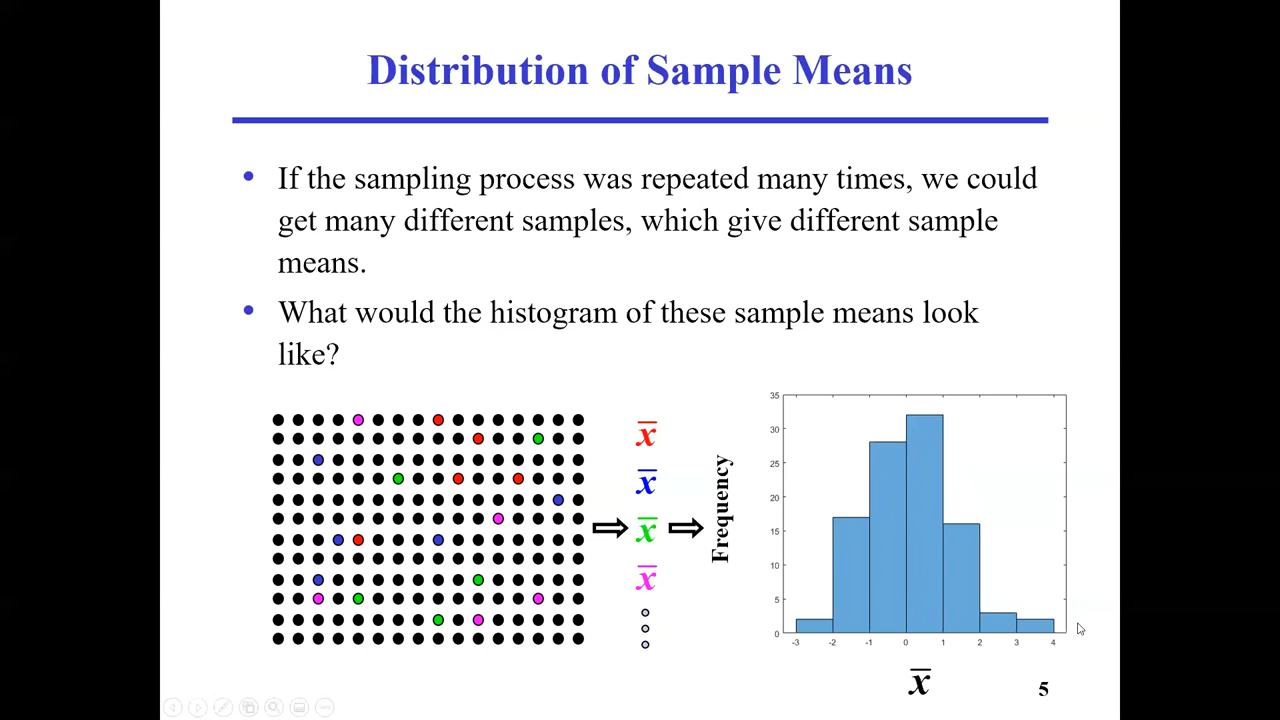 Distribution of Sample Means
• If the sampling process was repeated many times, we could
get many different samples, which give different sample
means.
• What would the histogram of these sample means look
like?
x̅
x̅
x̅
x̅
Frequency
35
30
25
20
15
10
5
0
-3 -2 -1 0 1 2 3 4
x̅
5